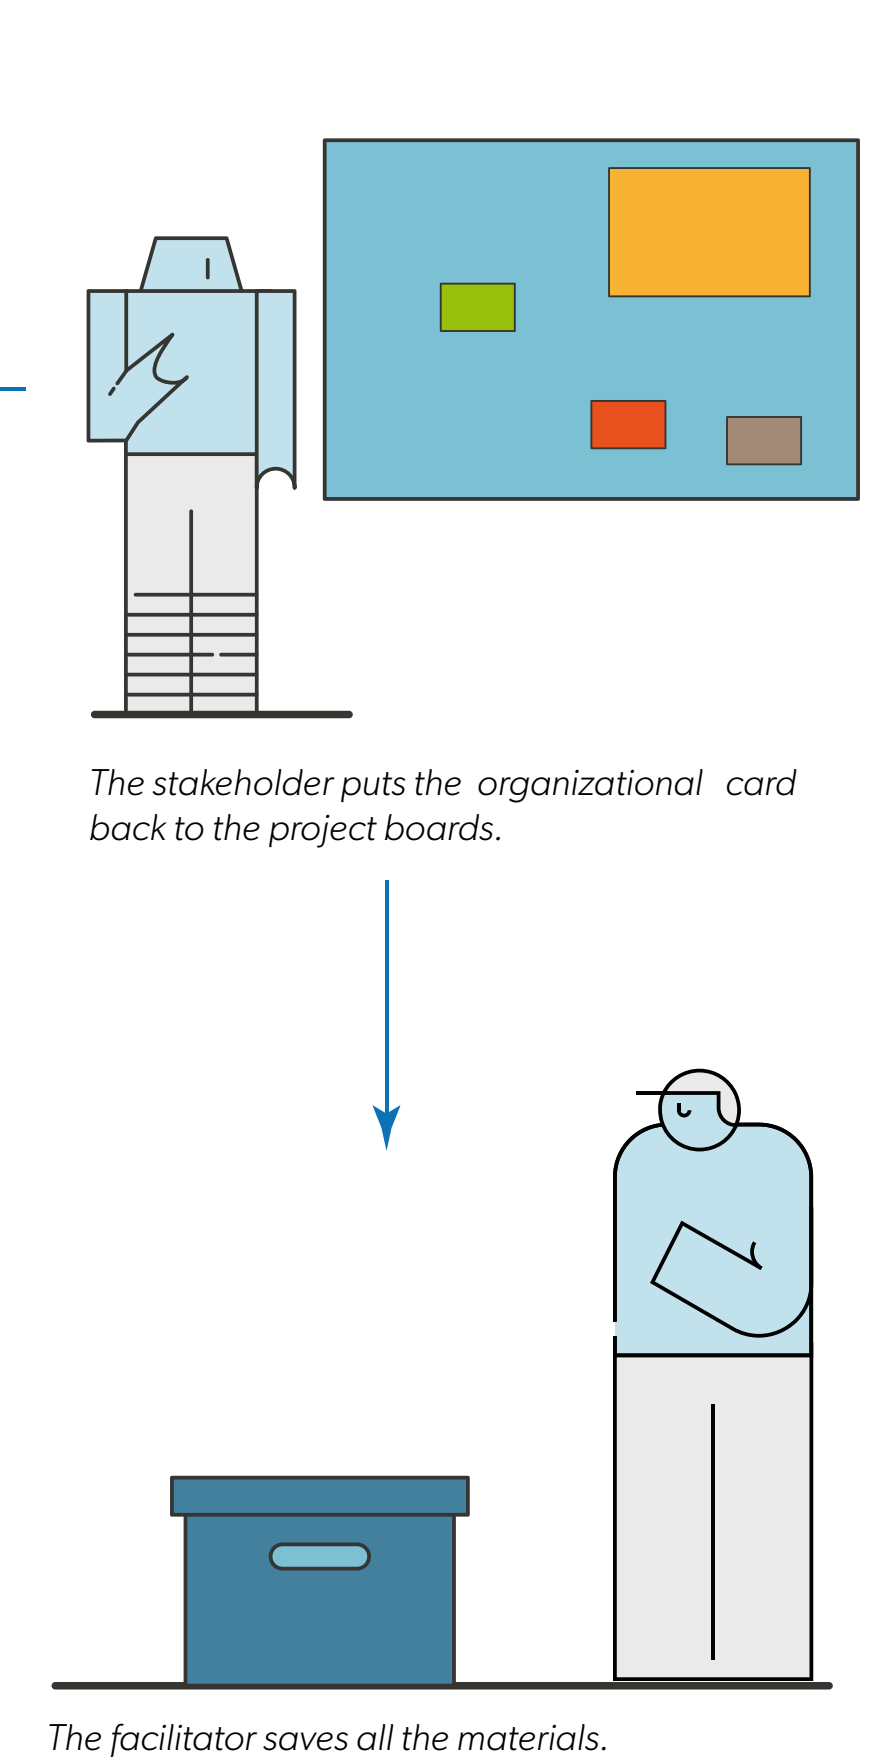 The stakeholder puts the organizational card
back to the project boards.
The facilitator saves all the materials.